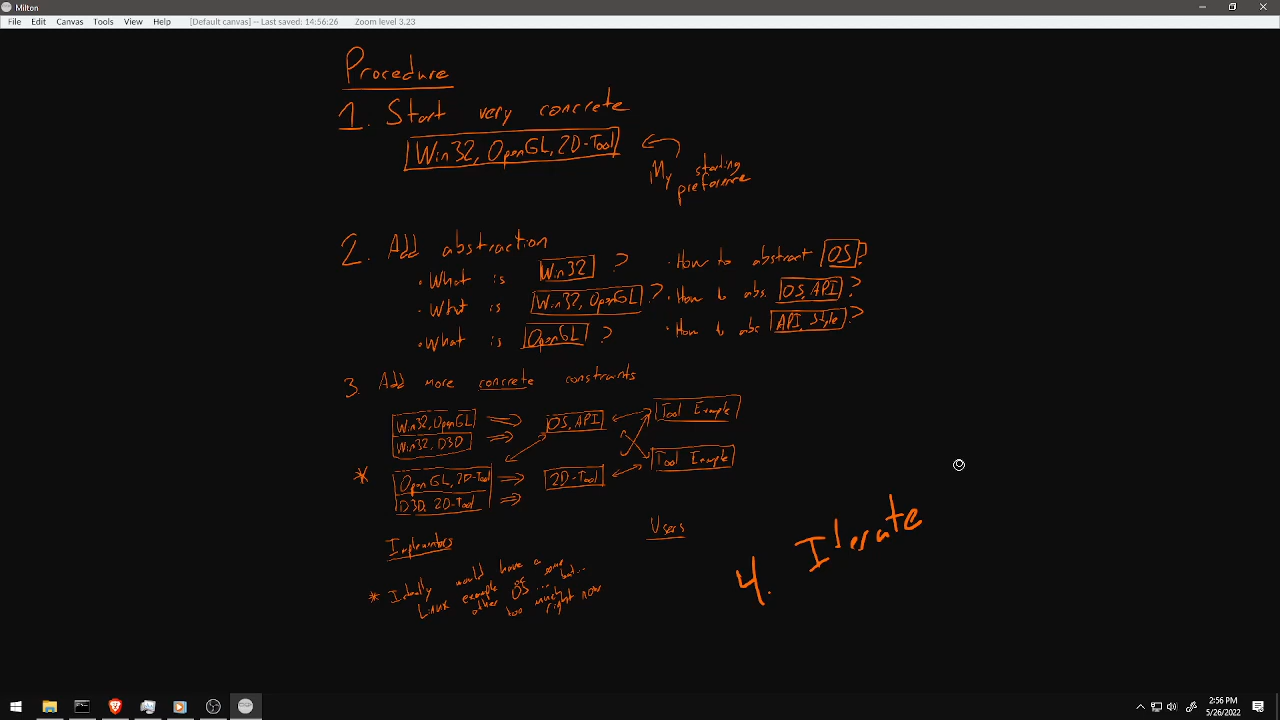 Milton
File Edit Canvas Tools View Help [Default canvas] -- Last saved: 14:56:26 Zoom level 3.23
Procedure
1. Start very concrete
Win32, OpenGL, 2D-Tool
My starting
preference
2. Add abstraction
• What is Win32 ?
• What is Win32, OpenGL ?
• What is OpenGL ?
• How to abstract OS ?
• How to abs. OS, API ?
• How to abs API, Style ?
3. Add more concrete constraints
Win32, OpenGL
Win32, D3D
OS, API
Tool Example
* OpenGL, 2D-Tool
D3D, 2D-Tool
2D-Tool
Tool Example
Implementors
Users
* Ideally would have a some
Linux example or but...
other OS ... too much
right now
4. Iterate
2:56 PM
5/26/2022